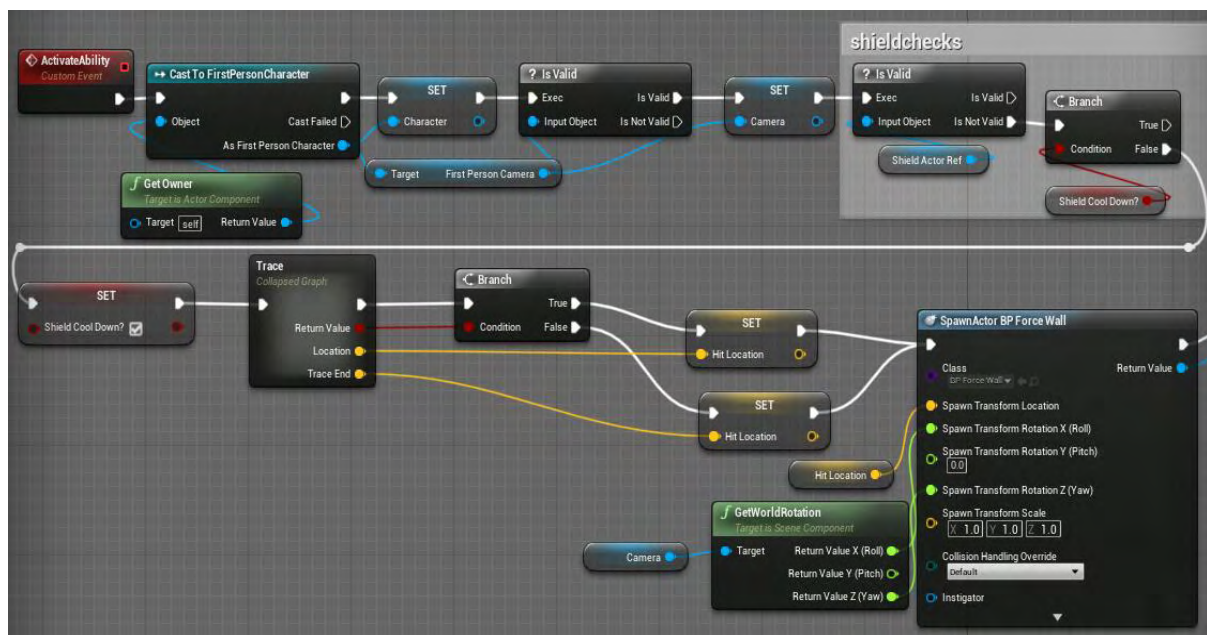 shieldchecks
ActivateAbility
Custom Event
Cast To FirstPersonCharacter
Object
Cast Failed
As First Person Character
SET
Character
? Is Valid
Exec
Is Valid
Input Object
Is Not Valid
SET
Camera
? Is Valid
Exec
Is Valid
Input Object
Is Not Valid
Branch
True
Condition
False
Target
First Person Camera
Shield Actor Ref
Shield Cool Down?
f GetOwner
Target is Actor Component
Target self
Return Value
SET
Shield Cool Down?
Trace
Collapsed Graph
Return Value
Location
Trace End
Branch
True
Condition
False
SET
Hit Location
SET
Hit Location
Hit Location
f GetWorldRotation
Target is Scene Component
Target
Return Value X (Roll)
Return Value Y (Pitch)
Return Value Z (Yaw)
Camera
SpawnActor BP Force Wall
Class
Return Value
BP Force Wall
Spawn Transform Location
Spawn Transform Rotation X (Roll)
Spawn Transform Rotation Y (Pitch)
0.0
Spawn Transform Rotation Z (Yaw)
Spawn Transform Scale
X 1.0 Y 1.0 Z 1.0
Collision Handling Override
Default
Instigator